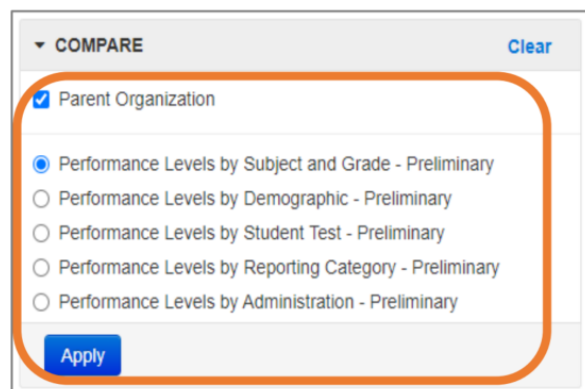 COMPARE Clear
Parent Organization
Performance Levels by Subject and Grade - Preliminary
Performance Levels by Demographic - Preliminary
Performance Levels by Student Test - Preliminary
Performance Levels by Reporting Category - Preliminary
Performance Levels by Administration - Preliminary
Apply